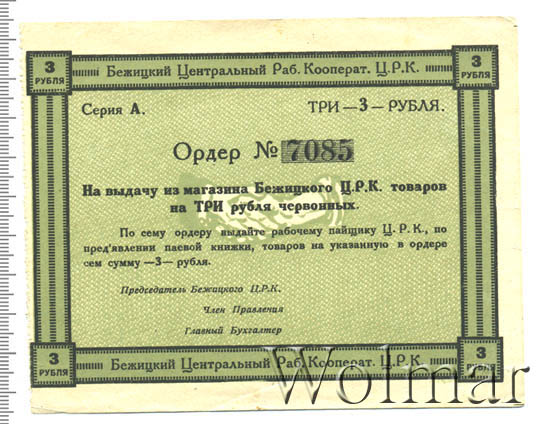 3 РУБЛЯ
Бежицкий Центральный Раб. Кооперат. Ц.Р.К.
3 РУБЛЯ
Серия А.
ТРИ —3— РУБЛЯ.
Ордер № 7085
На выдачу из магазина Бежицкого Ц.Р.К. товаров
на ТРИ рубля червонных.
По сему ордеру выдайте рабочему пайщику Ц.Р.К., по
пред'явлении паевой книжки, товаров на указанную в ордере
сем сумму —3— рубля.
Председатель Бежицкого Ц.Р.К.
Член Правления
Главный Бухгалтер
3 РУБЛЯ
Бежицкий Центральный Раб. Кооперат. Ц.Р.К.
3 РУБЛЯ
Wolmar